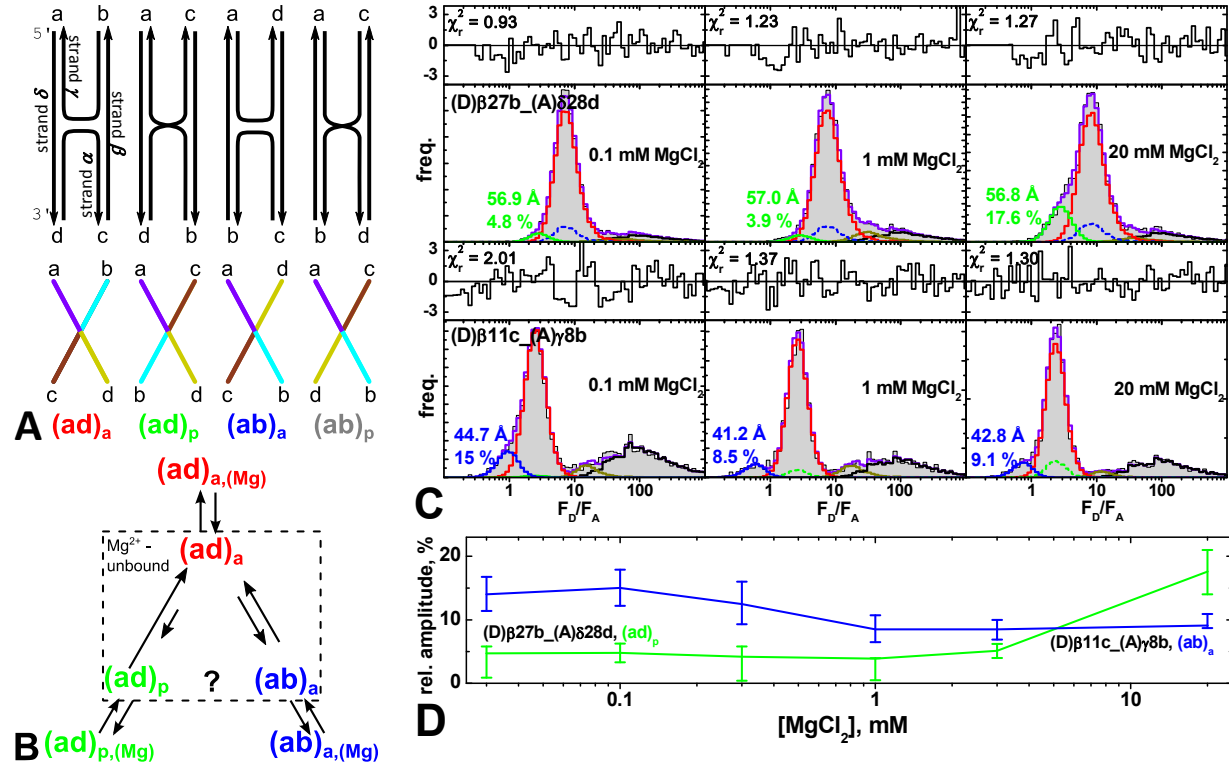 a b a c a d a c
5'
strand δ
strand γ
strand β
strand α
3'
d c d b c b b d
a b a c a d a c
c d b d c b d b
A
(ad)a
(ad)p
(ab)a
(ab)p
(ad)a,(Mg)
Mg2+ -
unbound
(ad)a
(ad)p
?
(ab)a
(ad)p,(Mg)
(ab)a,(Mg)
B
3
0
-3
χr2 = 0.93
χr2 = 1.23
χr2 = 1.27
freq.
(D)β27b_(A)δ28d
0.1 mM MgCl2
1 mM MgCl2
20 mM MgCl2
56.9 Å
4.8 %
57.0 Å
3.9 %
56.8 Å
17.6 %
3
0
-3
χr2 = 2.01
χr2 = 1.37
χr2 = 1.30
freq.
(D)β11c_(A)γ8b
0.1 mM MgCl2
1 mM MgCl2
20 mM MgCl2
44.7 Å
15 %
41.2 Å
8.5 %
42.8 Å
9.1 %
1 10 100 1 10 100 1 10 100
FD/FA FD/FA FD/FA
C
rel. amplitude, %
20
10
0
(D)β27b_(A)δ28d, (ad)p
(D)β11c_(A)γ8b, (ab)a
0.1 1 10
[MgCl2], mM
D